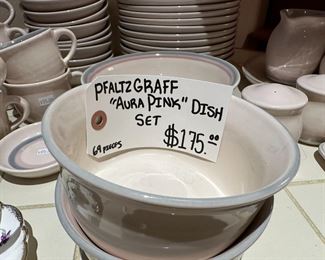 PFALTZGRAFF
"AURA PINK" DISH
SET
69 PIECES
$175.00